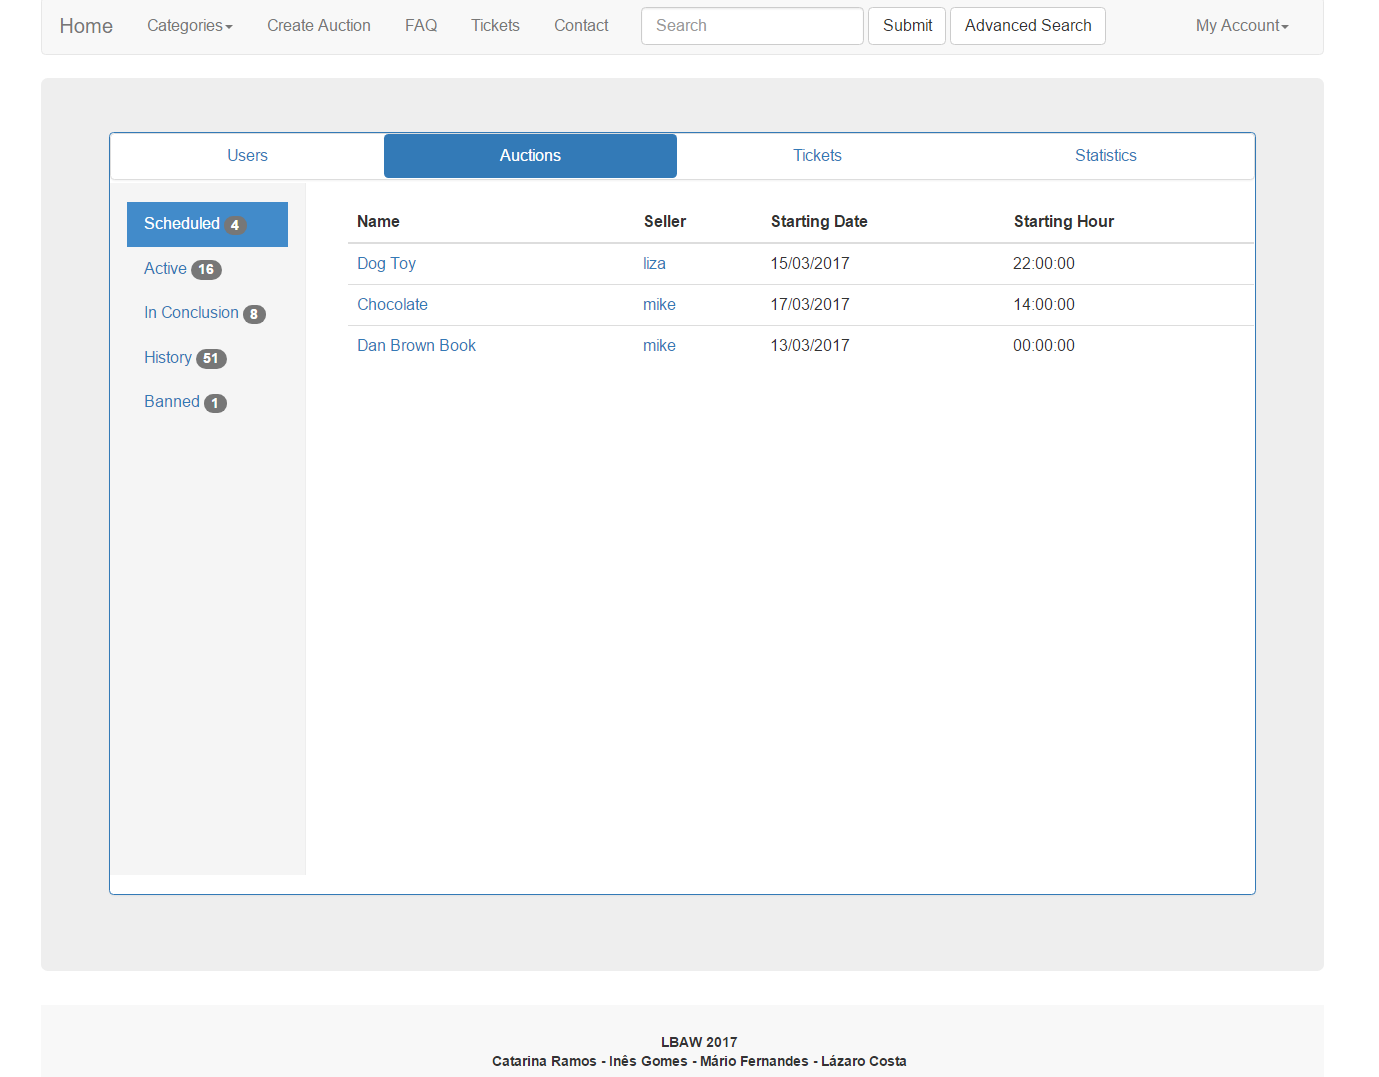 Home Categories Create Auction FAQ Tickets Contact Search Submit Advanced Search My Account
Users Auctions Tickets Statistics
Scheduled 4
Active 16
In Conclusion 8
History 51
Banned 1
Name Seller Starting Date Starting Hour
Dog Toy liza 15/03/2017 22:00:00
Chocolate mike 17/03/2017 14:00:00
Dan Brown Book mike 13/03/2017 00:00:00
LBAW 2017
Catarina Ramos - Inês Gomes - Mário Fernandes - Lázaro Costa